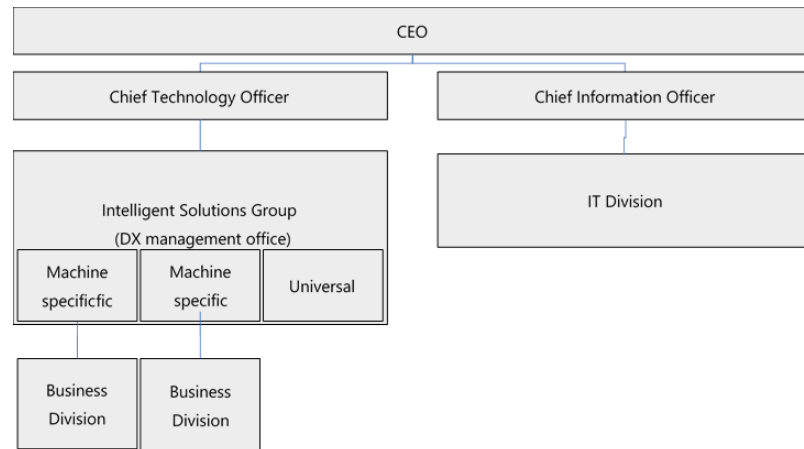 CEO
Chief Technology Officer
Chief Information Officer
Intelligent Solutions Group
(DX management office)
IT Division
Machine
specificfic
Machine
specific
Universal
Business
Division
Business
Division